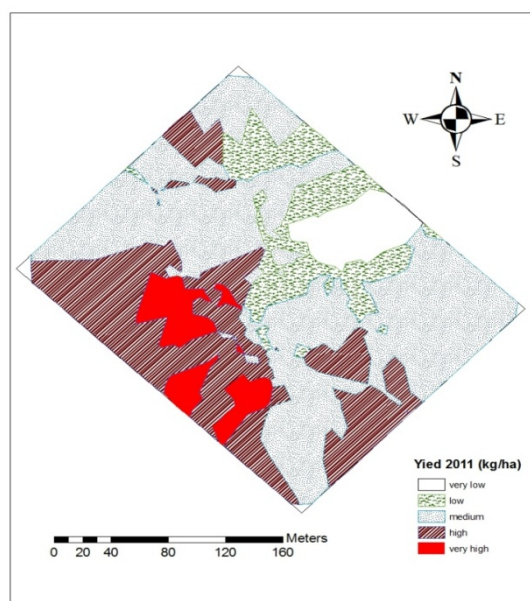 N
W E
S
Yied 2011 (kg/ha)
very low
low
medium
high
very high
Meters
0 20 40 80 120 160